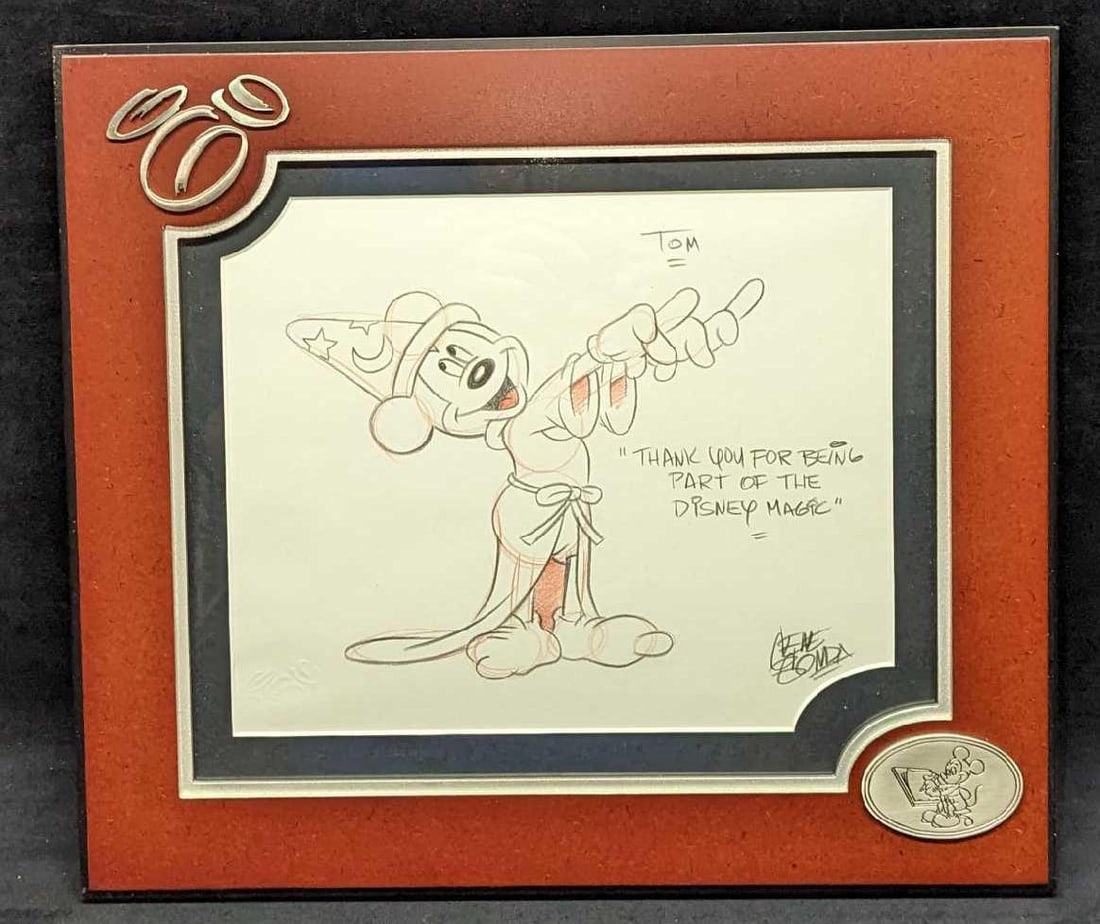 TOM
"THANK YOU FOR BEING
PART OF THE
DISNEY MAGIC"